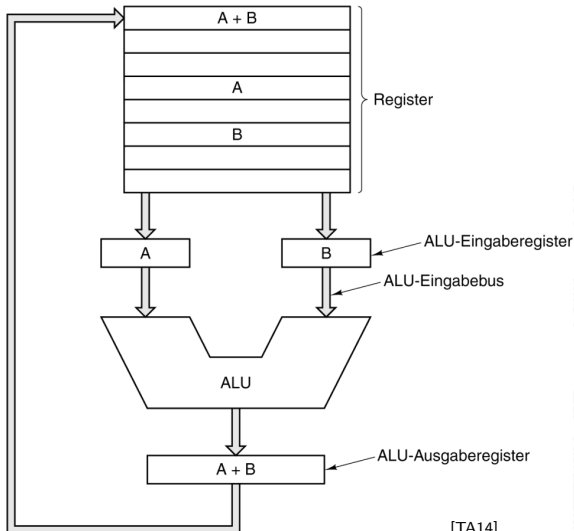 A + B
A
Register
B
A
B
ALU-Eingaberegister
ALU-Eingabebus
ALU
A + B
ALU-Ausgaberegister
[TA14]